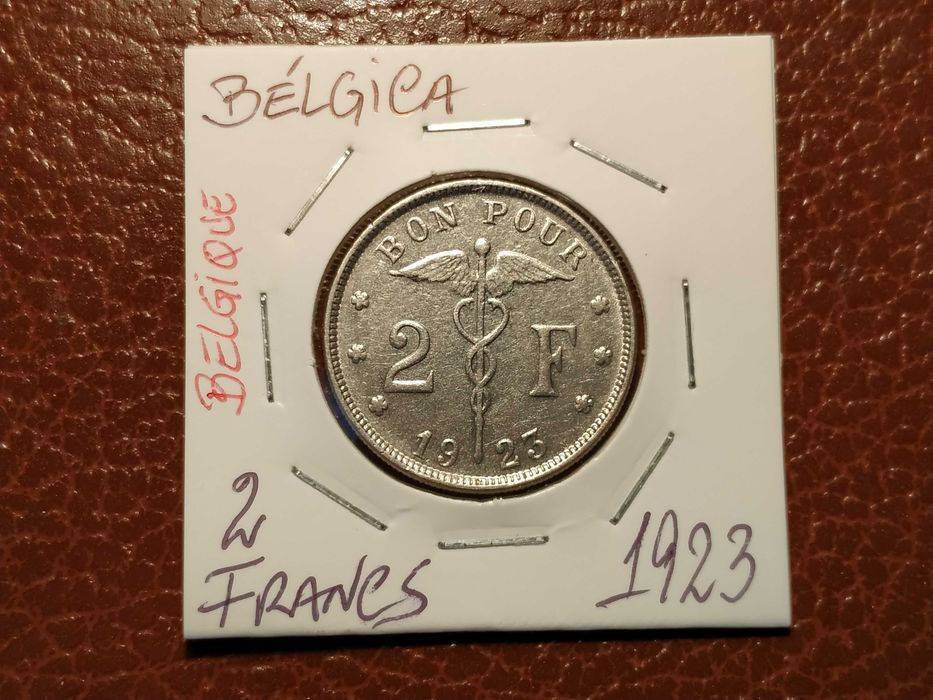 BÉLGICA
BELGIQUE
BON POUR
2 F
1923
2
FRANCS
1923